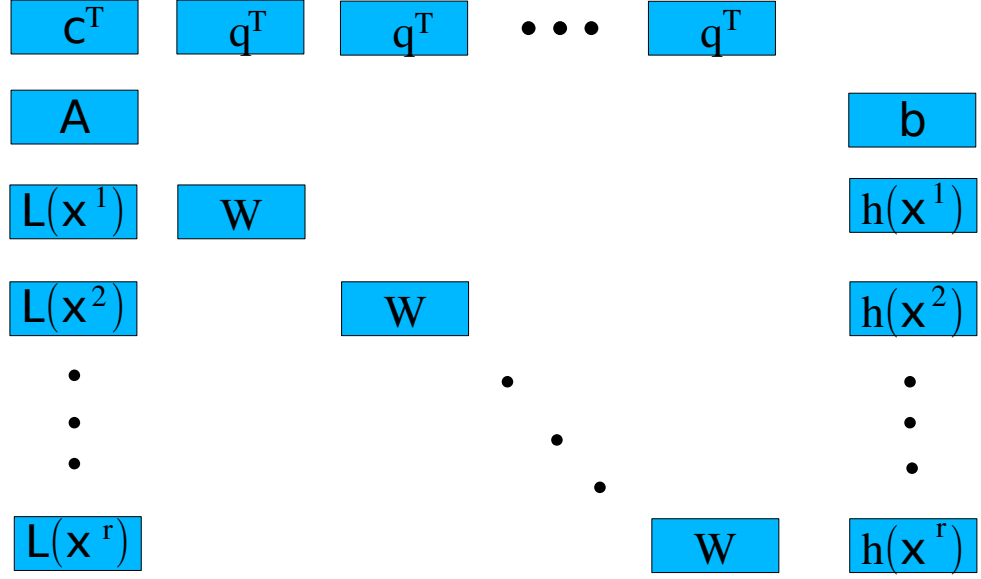 c^T q^T q^T ••• q^T
A b
L(x^1) W h(x^1)
L(x^2) W h(x^2)
L(x^r) W h(x^r)